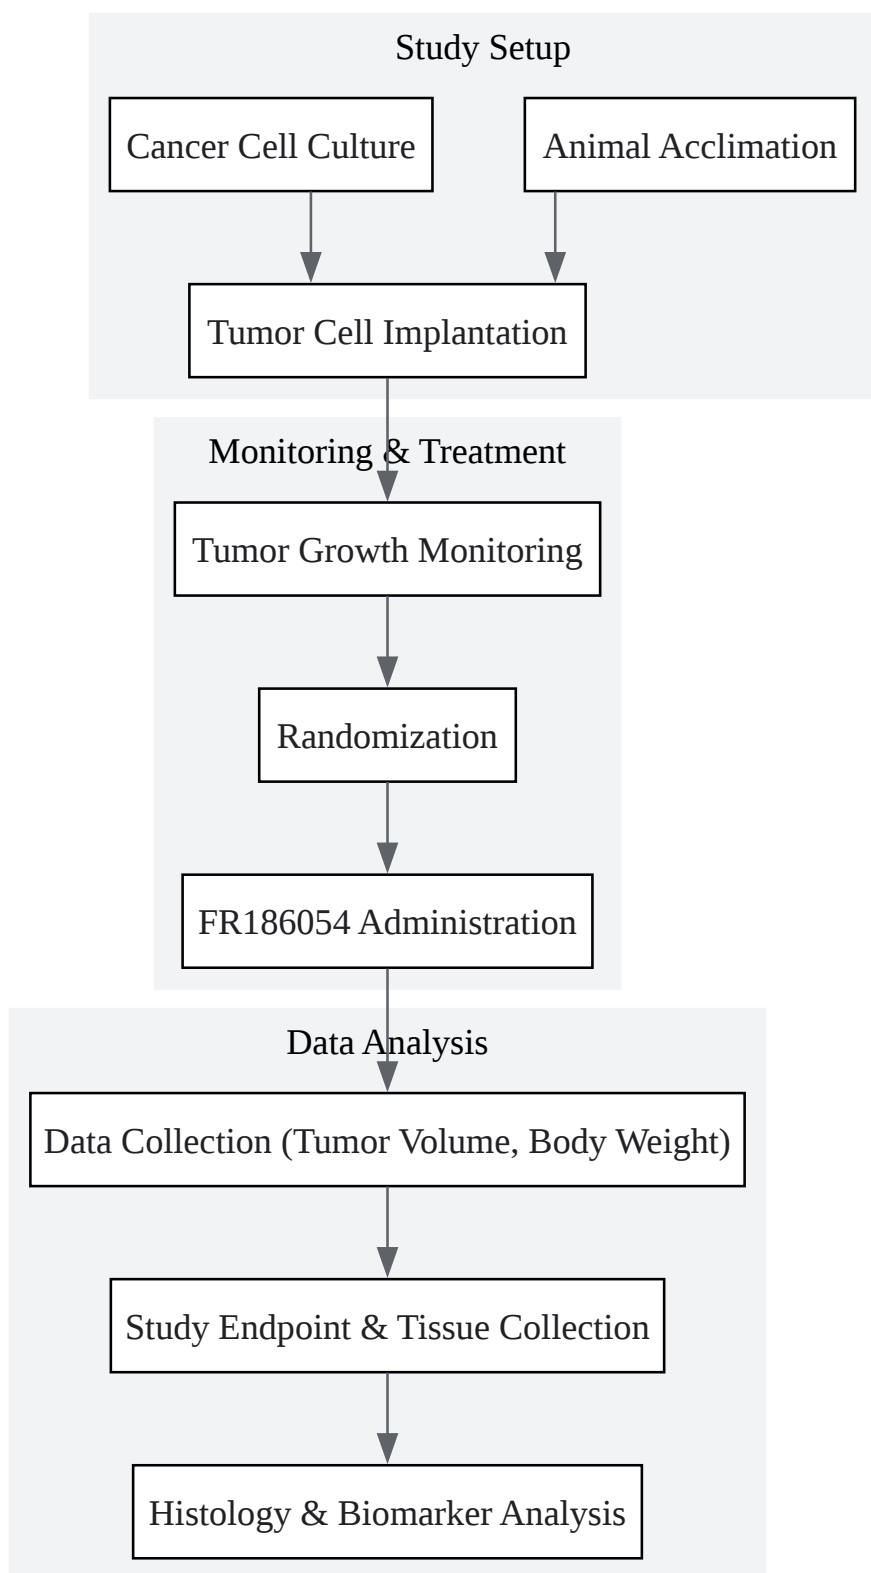 Study Setup
Cancer Cell Culture
Animal Acclimation
Tumor Cell Implantation
Monitoring & Treatment
Tumor Growth Monitoring
Randomization
FR186054 Administration
Data Analysis
Data Collection (Tumor Volume, Body Weight)
Study Endpoint & Tissue Collection
Histology & Biomarker Analysis